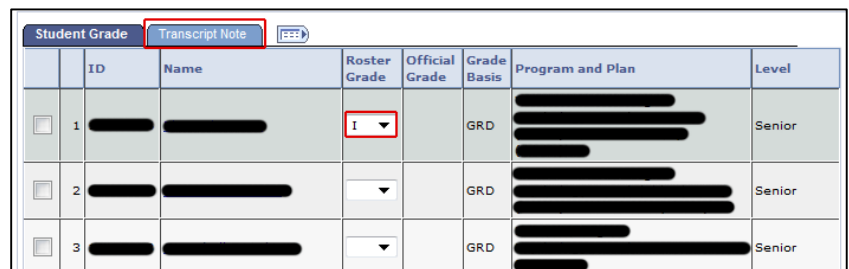 Student Grade Transcript Note
ID Name Roster Grade Official Grade Grade Basis Program and Plan Level
1 I GRD Senior
2 GRD Senior
3 GRD Senior